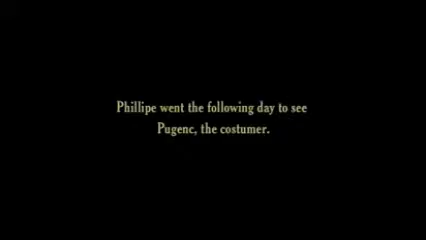 Phillipe went the following day to see
Pugenc, the costumer.